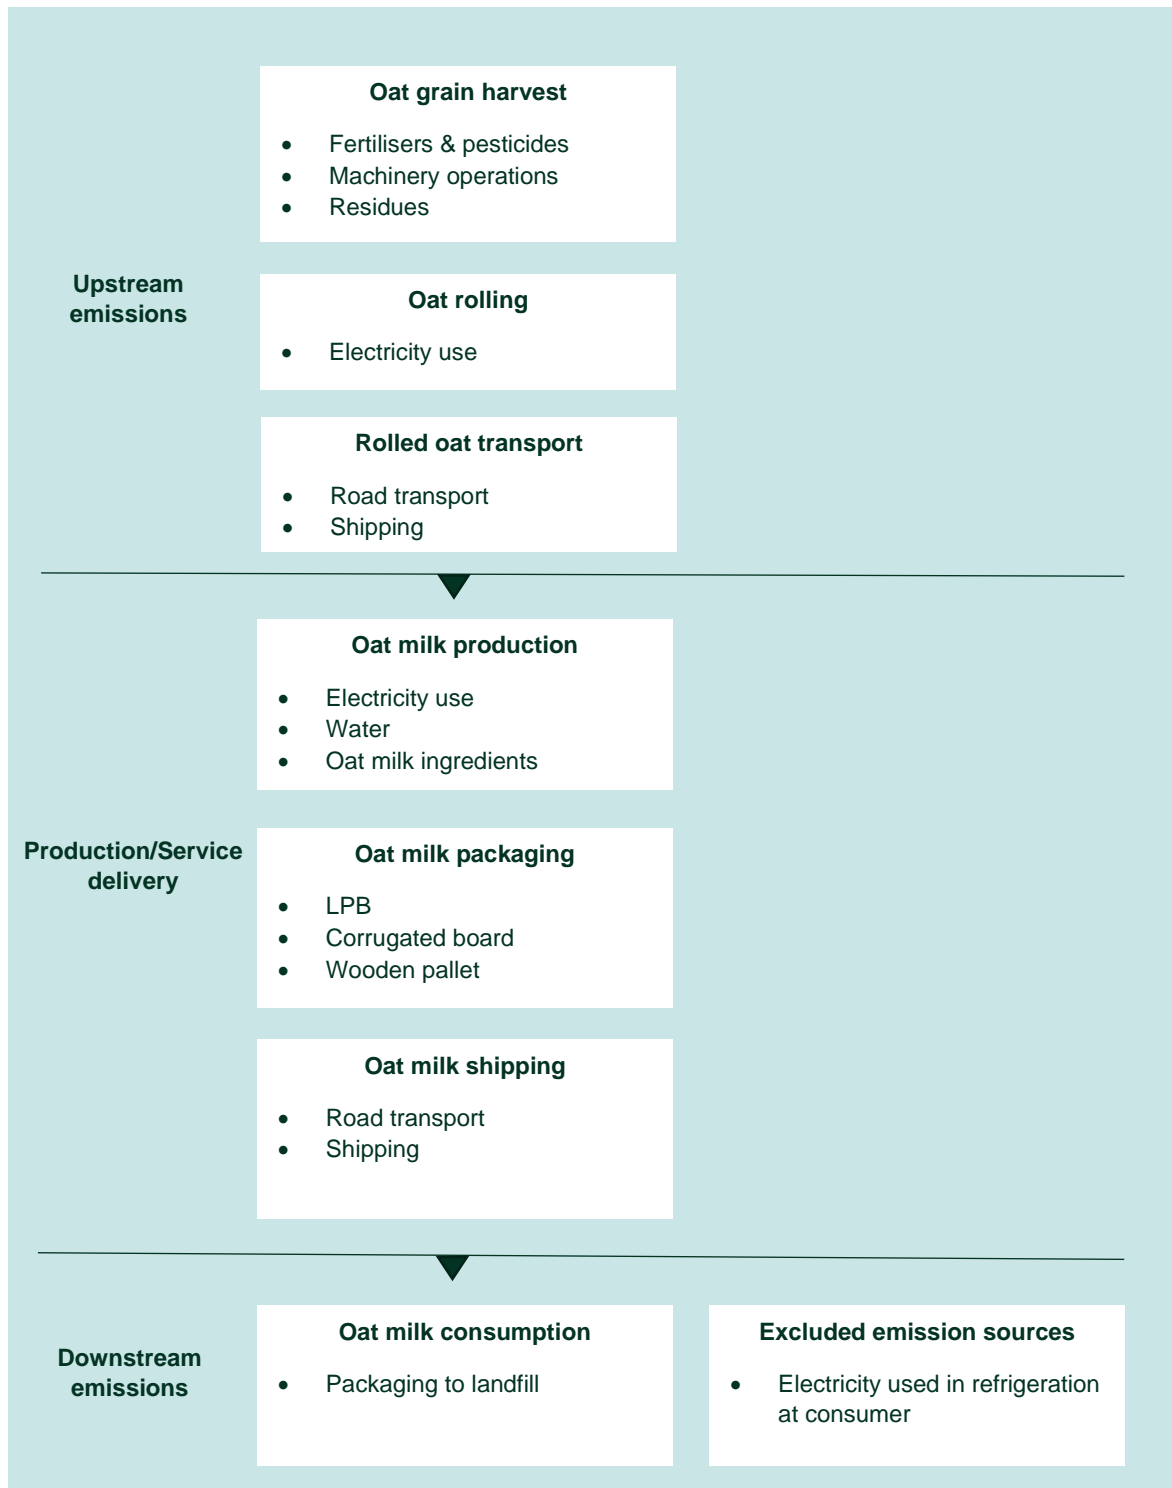 Oat grain harvest
• Fertilisers & pesticides
• Machinery operations
• Residues
Upstream
emissions
Oat rolling
• Electricity use
Rolled oat transport
• Road transport
• Shipping
Oat milk production
• Electricity use
• Water
• Oat milk ingredients
Production/Service
delivery
Oat milk packaging
• LPB
• Corrugated board
• Wooden pallet
Oat milk shipping
• Road transport
• Shipping
Downstream
emissions
Oat milk consumption
• Packaging to landfill
Excluded emission sources
• Electricity used in refrigeration
at consumer